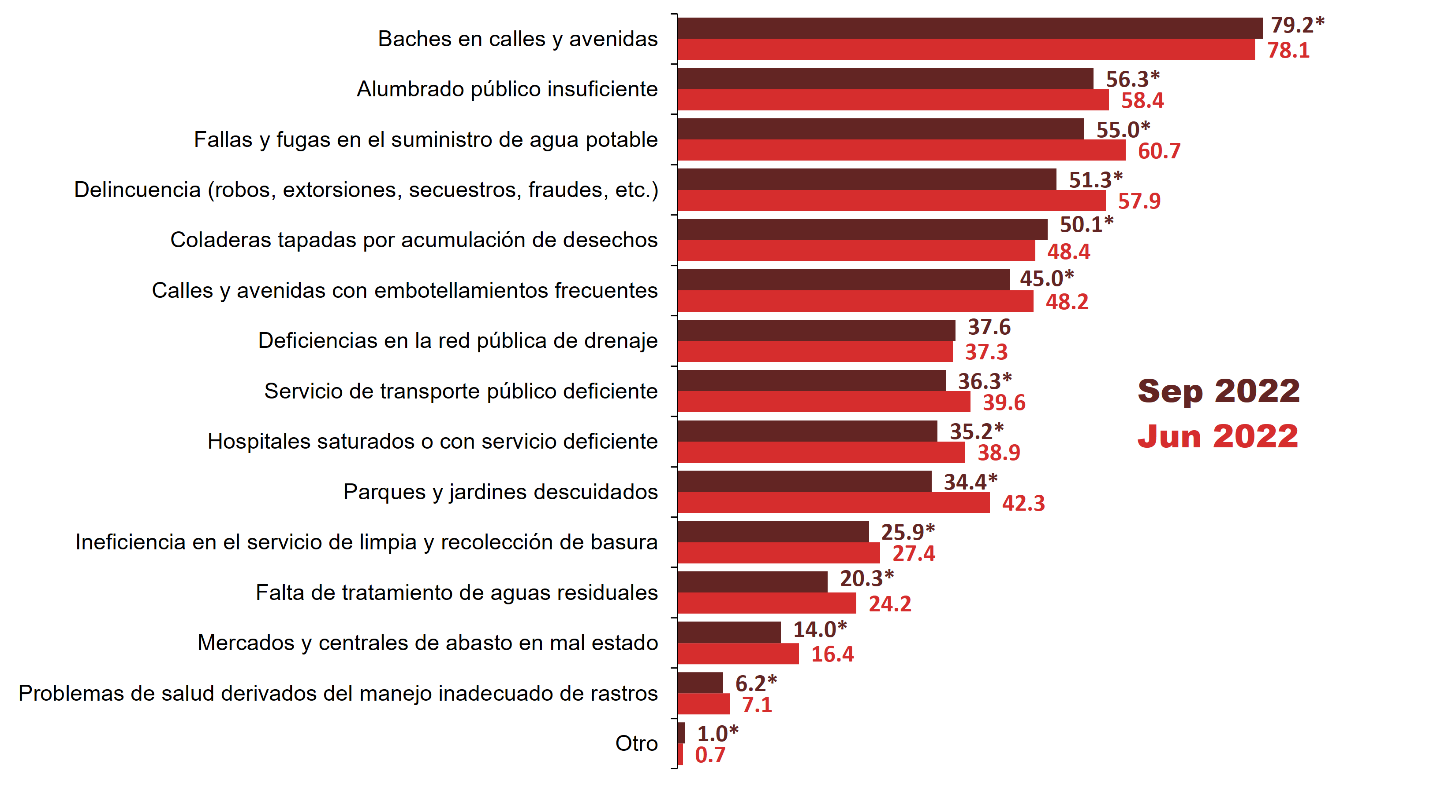 Baches en calles y avenidas
79.2*
78.1
Alumbrado público insuficiente
56.3*
58.4
Fallas y fugas en el suministro de agua potable
55.0*
60.7
Delincuencia (robos, extorsiones, secuestros, fraudes, etc.)
51.3*
57.9
Coladeras tapadas por acumulación de desechos
50.1*
48.4
Calles y avenidas con embotellamientos frecuentes
45.0*
48.2
Deficiencias en la red pública de drenaje
37.6
37.3
Servicio de transporte público deficiente
36.3*
39.6
Sep 2022
Jun 2022
Hospitales saturados o con servicio deficiente
35.2*
38.9
Parques y jardines descuidados
34.4*
42.3
Ineficiencia en el servicio de limpia y recolección de basura
25.9*
27.4
Falta de tratamiento de aguas residuales
20.3*
24.2
Mercados y centrales de abasto en mal estado
14.0*
16.4
Problemas de salud derivados del manejo inadecuado de rastros
6.2*
7.1
Otro
1.0*
0.7